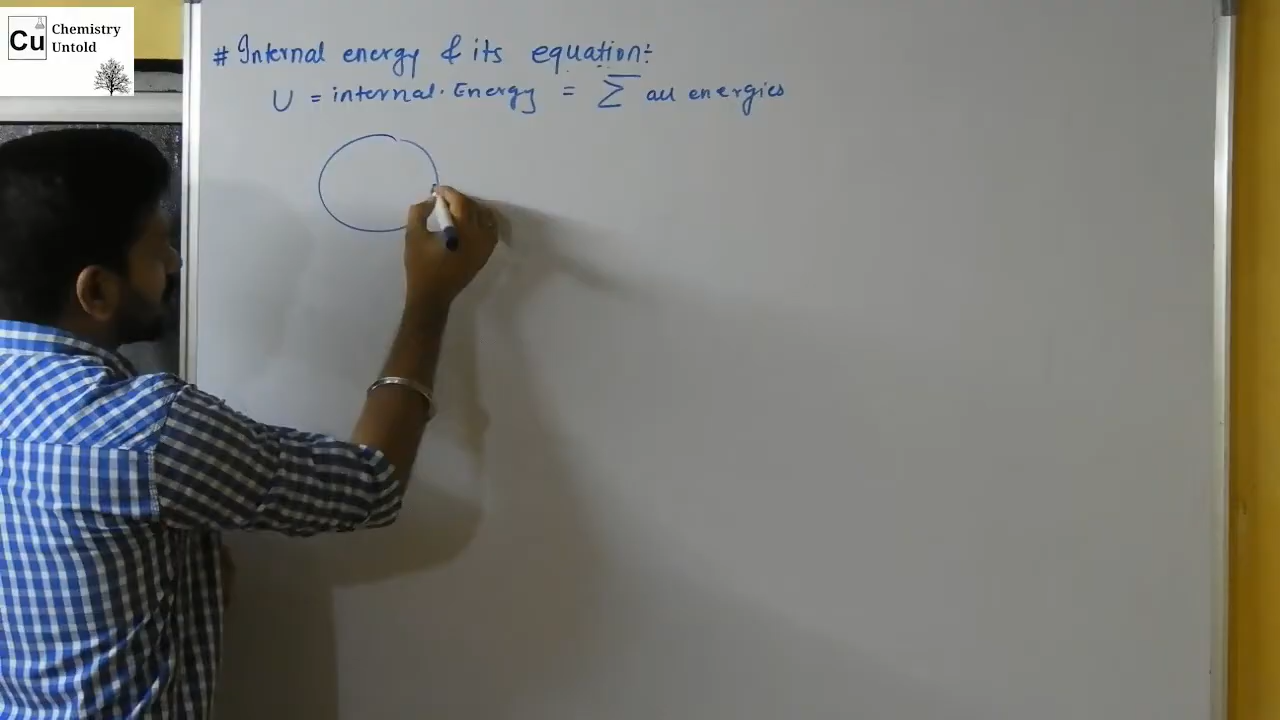 Cu Chemistry
Untold
# Internal energy & its equation:-
U = internal. Energy = Σ all energies